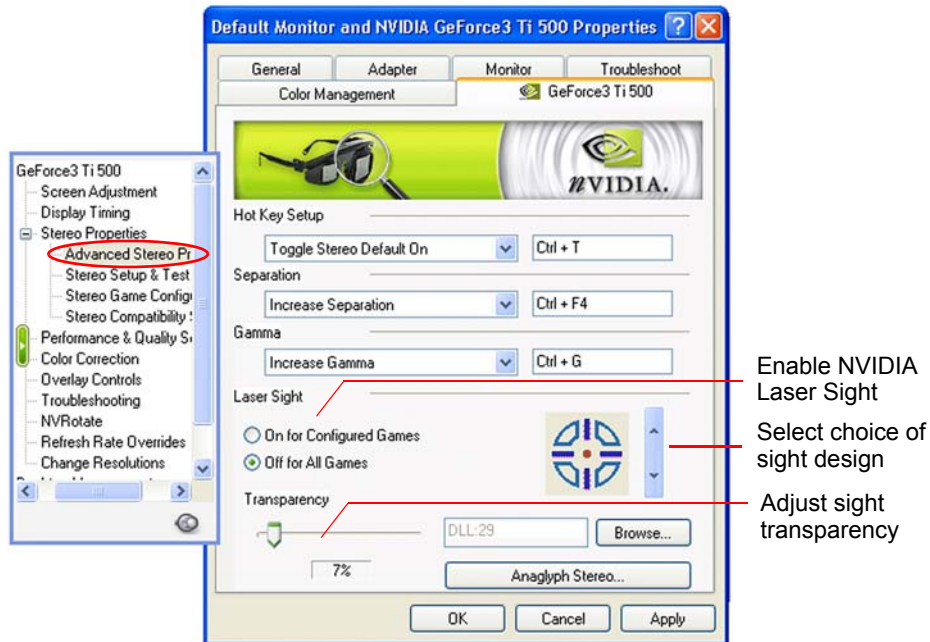 Default Monitor and NVIDIA GeForce3 Ti 500 Properties
General Adapter Monitor Troubleshoot
Color Management GeForce3 Ti 500
nVIDIA.
GeForce3 Ti 500
Screen Adjustment
Display Timing
Stereo Properties
Advanced Stereo Pr
Stereo Setup & Test
Stereo Game Config
Stereo Compatibility
Performance & Quality S
Color Correction
Overlay Controls
Troubleshooting
NVRotate
Refresh Rate Overrides
Change Resolutions
Hot Key Setup
Toggle Stereo Default On Ctrl + T
Separation
Increase Separation Ctrl + F4
Gamma
Increase Gamma Ctrl + G
Laser Sight
On for Configured Games
Off for All Games
Transparency
7%
DLL:29 Browse...
Anaglyph Stereo...
OK Cancel Apply
Enable NVIDIA
Laser Sight
Select choice of
sight design
Adjust sight
transparency